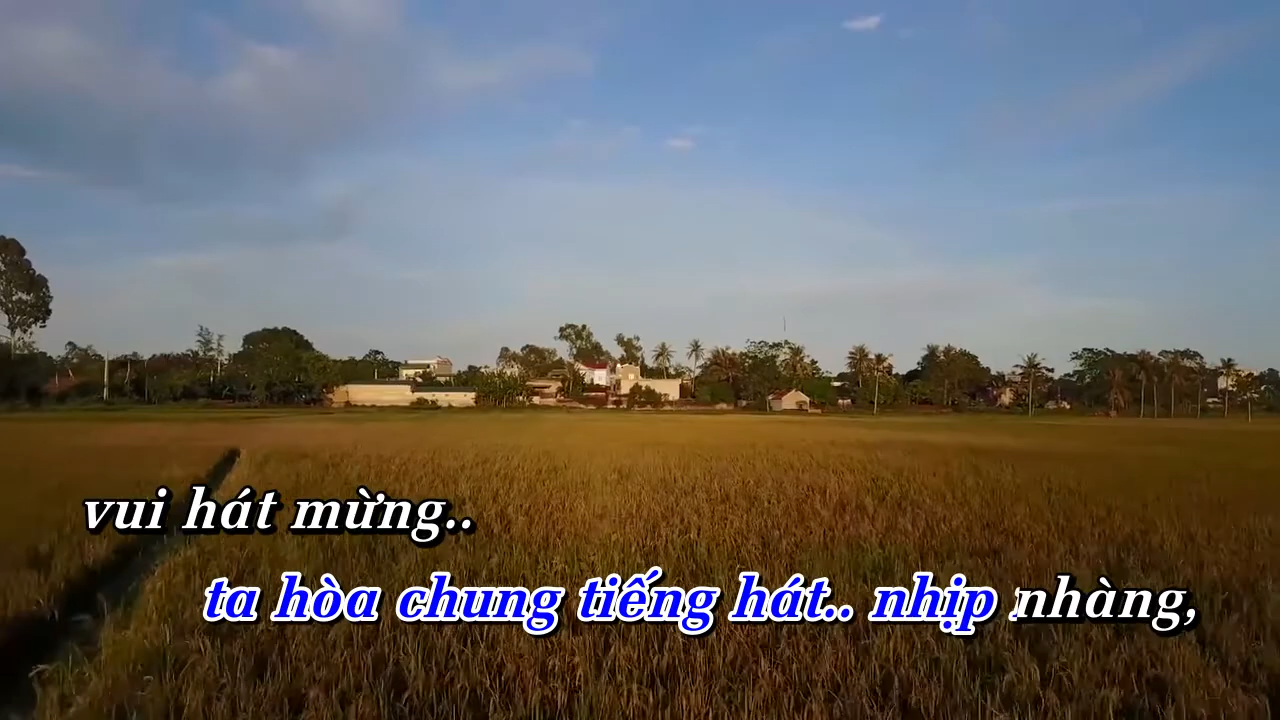 vui hát mừng..
ta hòa chung tiếng hát.. nhịp nhàng,